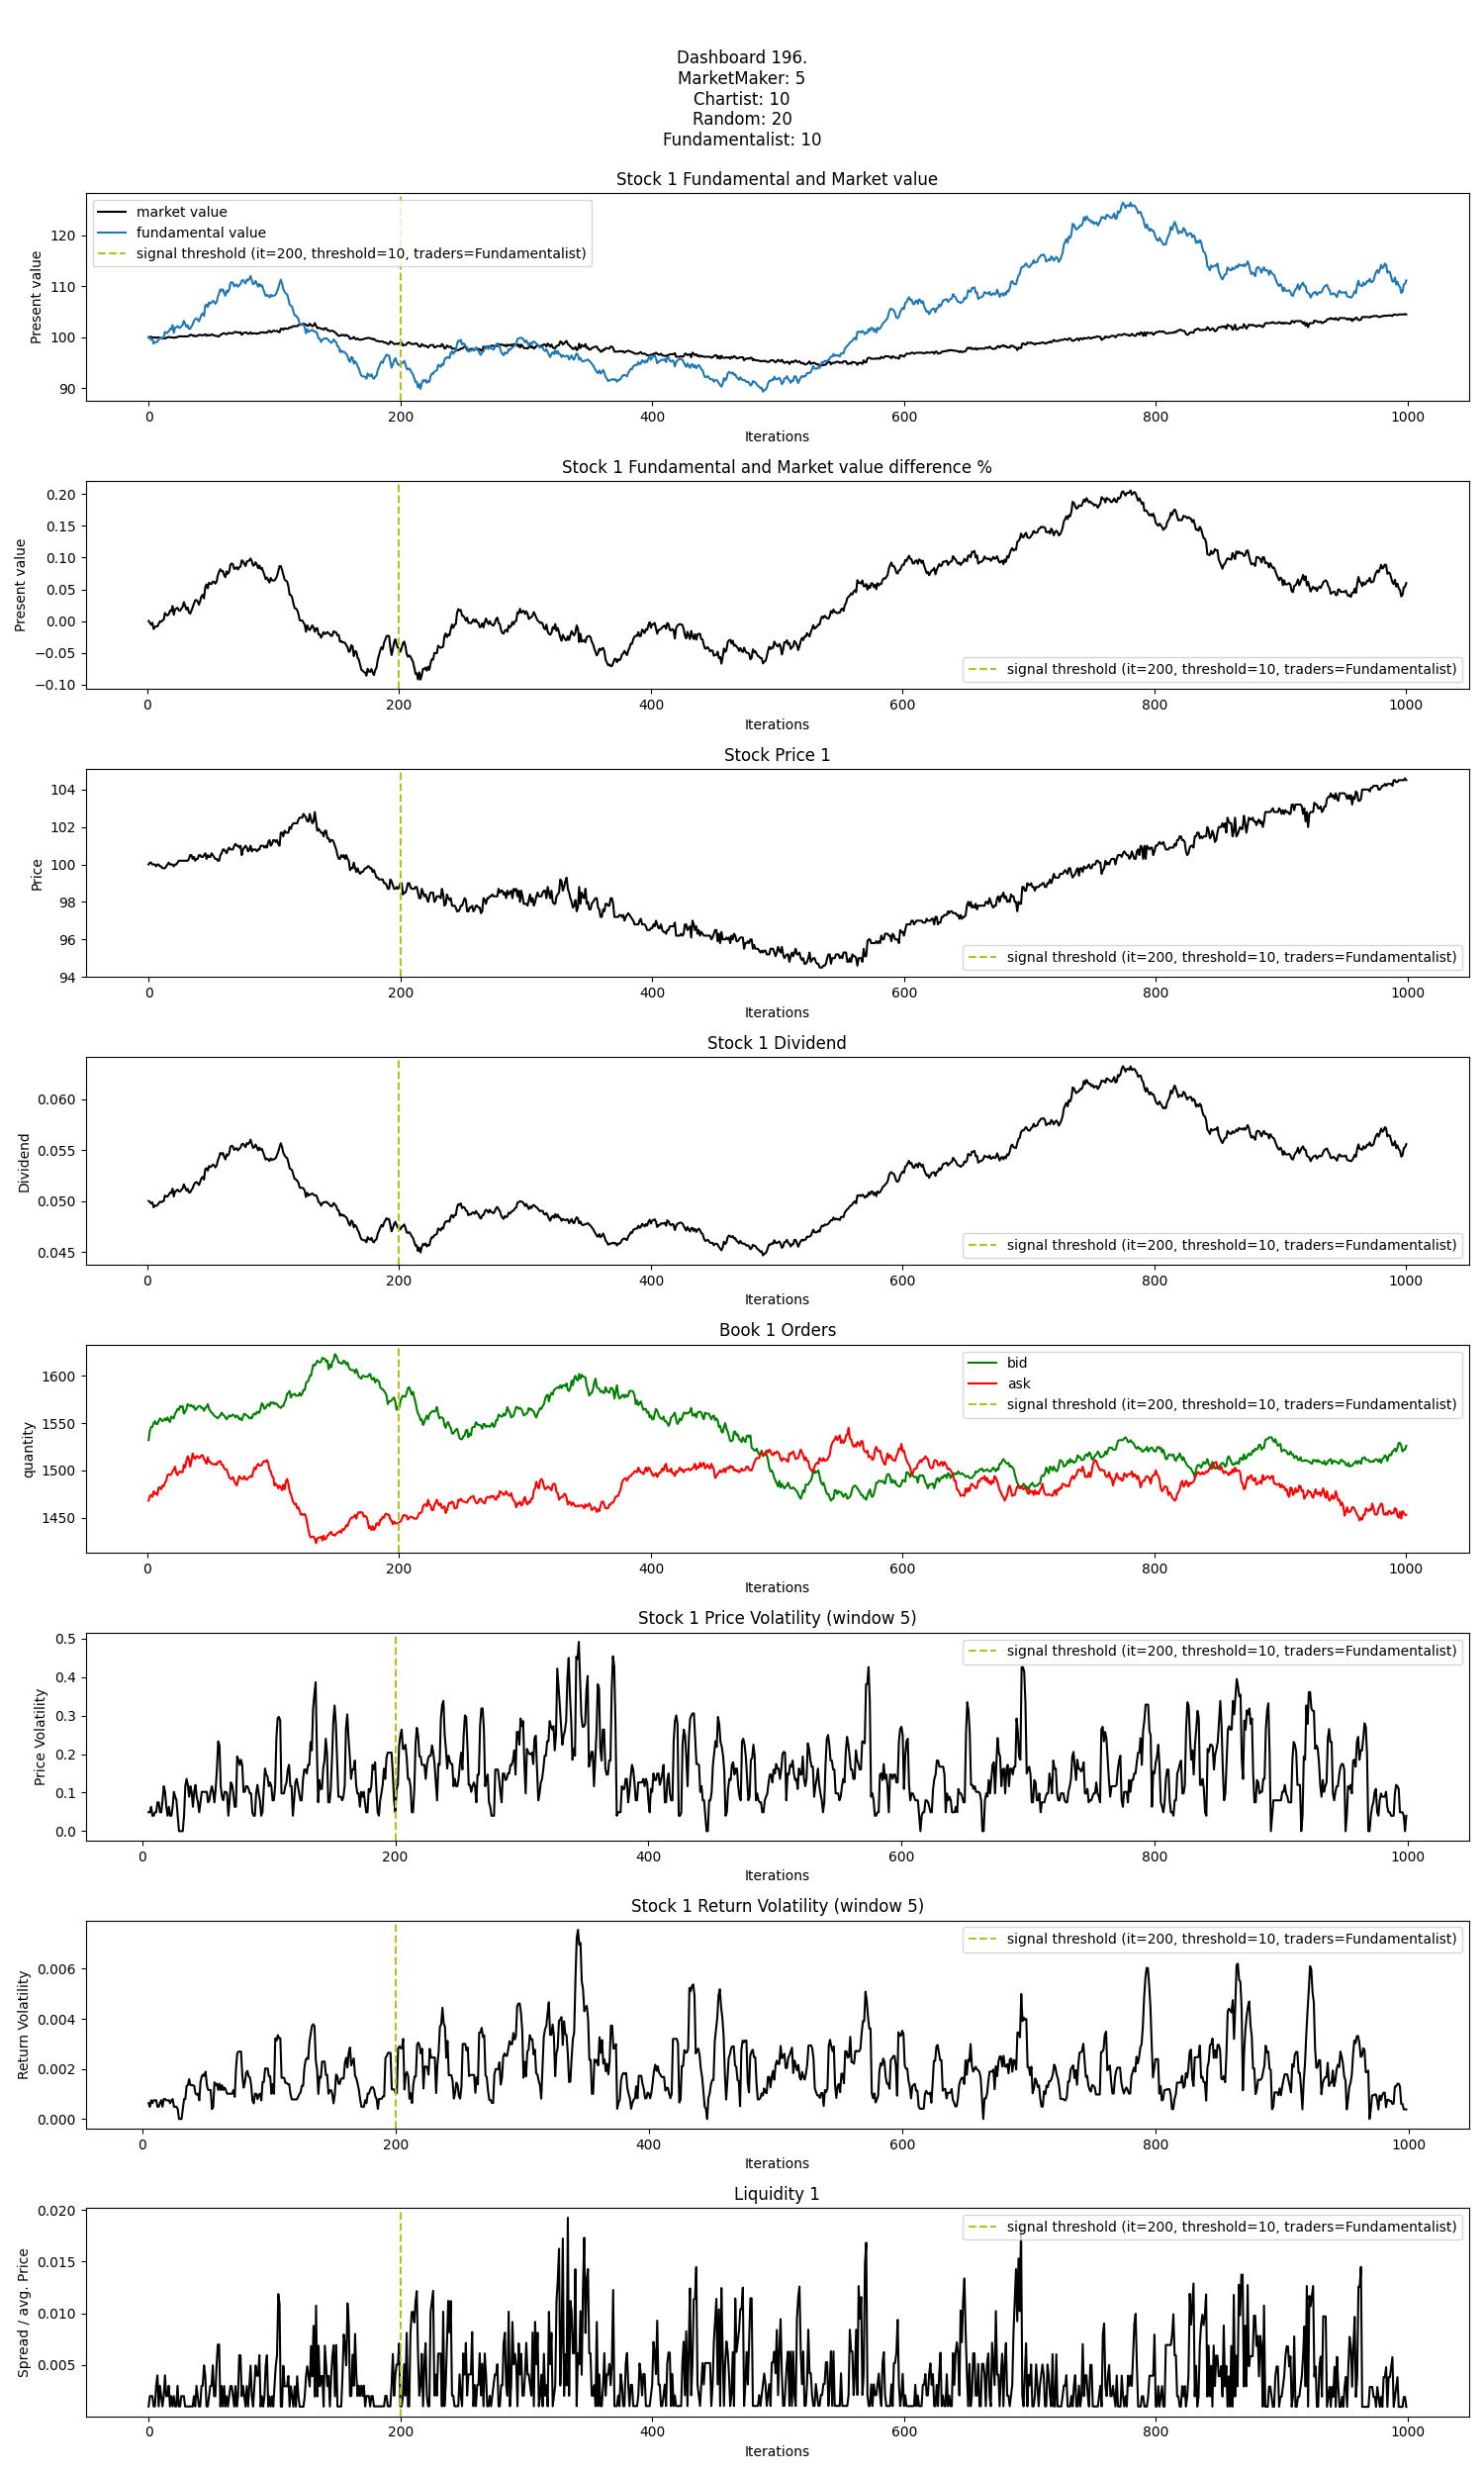 Dashboard 196.
MarketMaker: 5
Chartist: 10
Random: 20
Fundamentalist: 10
Stock 1 Fundamental and Market value
market value
fundamental value
signal threshold (it=200, threshold=10, traders=Fundamentalist)
Present value
120
110
100
90
0 200 400 600 800 1000
Iterations
Stock 1 Fundamental and Market value difference %
Present value
0.20
0.15
0.10
0.05
0.00
−0.05
−0.10
signal threshold (it=200, threshold=10, traders=Fundamentalist)
0 200 400 600 800 1000
Iterations
Stock Price 1
Price
104
102
100
98
96
94
signal threshold (it=200, threshold=10, traders=Fundamentalist)
0 200 400 600 800 1000
Iterations
Stock 1 Dividend
Dividend
0.060
0.055
0.050
0.045
signal threshold (it=200, threshold=10, traders=Fundamentalist)
0 200 400 600 800 1000
Iterations
Book 1 Orders
bid
ask
signal threshold (it=200, threshold=10, traders=Fundamentalist)
quantity
1600
1550
1500
1450
0 200 400 600 800 1000
Iterations
Stock 1 Price Volatility (window 5)
signal threshold (it=200, threshold=10, traders=Fundamentalist)
Price Volatility
0.5
0.4
0.3
0.2
0.1
0.0
0 200 400 600 800 1000
Iterations
Stock 1 Return Volatility (window 5)
signal threshold (it=200, threshold=10, traders=Fundamentalist)
Return Volatility
0.006
0.004
0.002
0.000
0 200 400 600 800 1000
Iterations
Liquidity 1
signal threshold (it=200, threshold=10, traders=Fundamentalist)
Spread / avg. Price
0.020
0.015
0.010
0.005
0 200 400 600 800 1000
Iterations